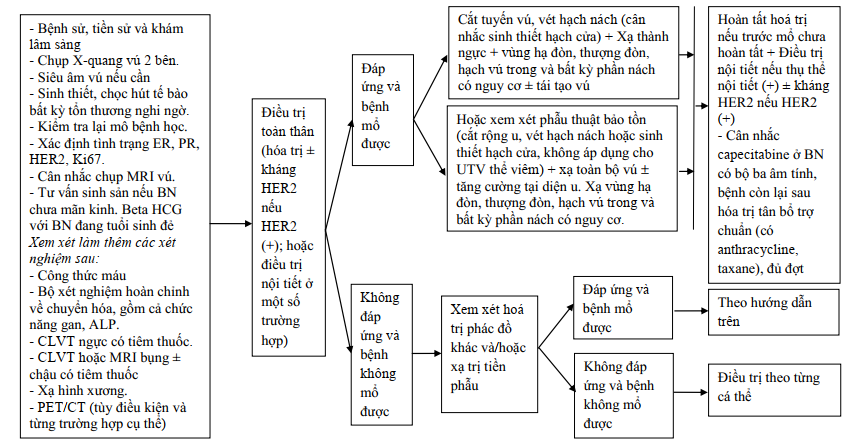 - Bệnh sử, tiền sử và khám
lâm sàng
- Chụp X-quang vú 2 bên.
- Siêu âm vú nếu cần
- Sinh thiết, chọc hút tế bào
bất kỳ tổn thương nghi ngờ.
- Kiểm tra lại mô bệnh học.
- Xác định tình trạng ER, PR,
HER2, Ki67.
- Cân nhắc chụp MRI vú.
- Tư vấn sinh sản nếu BN
chưa mãn kinh. Beta HCG
với BN đang tuổi sinh đẻ
Xem xét làm thêm các xét
nghiệm sau:
- Công thức máu
- Bộ xét nghiệm hoàn chỉnh
về chuyển hóa, gồm cả chức
năng gan, ALP.
- CLVT ngực có tiêm thuốc.
- CLVT hoặc MRI bụng ±
chậu có tiêm thuốc
- Xạ hình xương.
- PET/CT (tùy điều kiện và
từng trường hợp cụ thể)
Điều trị
toàn thân
(hóa trị ±
kháng
HER2
nếu
HER2
(+); hoặc
điều trị
nội tiết ở
một số
trường
hợp)
Đáp
ứng và
bệnh
mổ
được
Cắt tuyến vú, vét hạch nách (cân
nhắc sinh thiết hạch cửa) + Xạ thành
ngực + vùng hạ đòn, thượng đòn,
hạch vú trong và bất kỳ phần nách
có nguy cơ ± tái tạo vú
Hoặc xem xét phẫu thuật bảo tồn
(cắt rộng u, vét hạch nách hoặc sinh
thiết hạch cửa, không áp dụng cho
UTV thể viêm) + xạ toàn bộ vú ±
tăng cường tại diện u. Xạ vùng hạ
đòn, thượng đòn, hạch vú trong và
bất kỳ phần nách có nguy cơ.
Hoàn tất hoá trị
nếu trước mổ chưa
hoàn tất + Điều trị
nội tiết nếu thụ thể
nội tiết (+) ± kháng
HER2 nếu HER2
(+)
- Cân nhắc
capecitabine ở BN
có bộ ba âm tính,
bệnh còn lại sau
hóa trị tân bổ trợ
chuẩn (có
anthracycline,
taxane), đủ đợt
Không
đáp
ứng và
bệnh
không
mổ
được
Xem xét hoá
trị phác đồ
khác và/hoặc
xạ trị tiền
phẫu
Đáp ứng và
bệnh mổ
được
Theo hướng dẫn
trên
Không đáp
ứng và bệnh
không mổ
được
Điều trị theo từng
cá thể